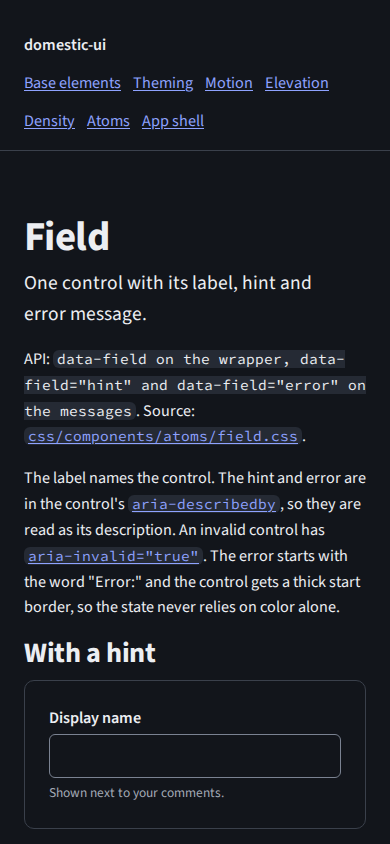 domestic-ui
Base elements Theming Motion Elevation
Density Atoms App shell
Field
One control with its label, hint and
error message.
API: data-field on the wrapper, data-
field="hint" and data-field="error" on
the messages. Source:
css/components/atoms/field.css.
The label names the control. The hint and error are
in the control's aria-describedby, so they are
read as its description. An invalid control has
aria-invalid="true". The error starts with
the word "Error:" and the control gets a thick start
border, so the state never relies on color alone.
With a hint
Display name
Shown next to your comments.